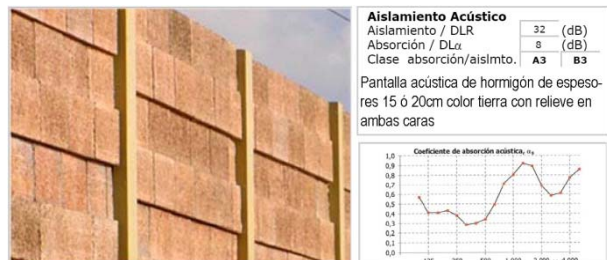 Aislamiento Acústico
Aislamiento / DLR 32 (dB)
Absorción / DLα 8 (dB)
Clase absorción/aislmto. A3 B3
Pantalla acústica de hormigón de espeso-
res 15 ó 20cm color tierra con relieve en
ambas caras
Coeficiente de absorción acústica, αs
1,0
0,9
0,8
0,7
0,6
0,5
0,4
0,3
0,2
0,1
0,0